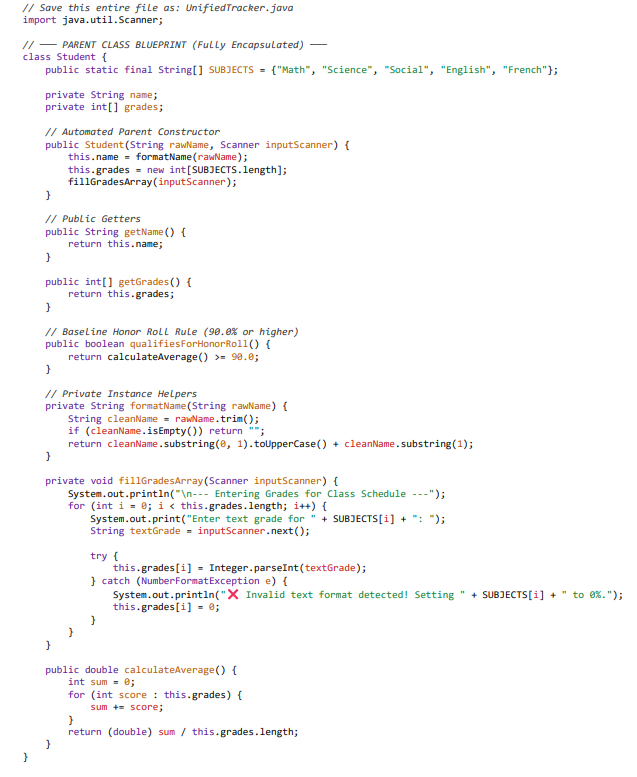 // Save this entire file as: UnifiedTracker.java
import java.util.Scanner;
// —— PARENT CLASS BLUEPRINT (Fully Encapsulated) ——
class Student {
public static final String[] SUBJECTS = {"Math", "Science", "Social", "English", "French"};
private String name;
private int[] grades;
// Automated Parent Constructor
public Student(String rawName, Scanner inputScanner) {
this.name = formatName(rawName);
this.grades = new int[SUBJECTS.length];
fillGradesArray(inputScanner);
}
// Public Getters
public String getName() {
return this.name;
}
public int[] getGrades() {
return this.grades;
}
// Baseline Honor Roll Rule (90.0% or higher)
public boolean qualifiesForHonorRoll() {
return calculateAverage() >= 90.0;
}
// Private Instance Helpers
private String formatName(String rawName) {
String cleanName = rawName.trim();
if (cleanName.isEmpty()) return "";
return cleanName.substring(0, 1).toUpperCase() + cleanName.substring(1);
}
private void fillGradesArray(Scanner inputScanner) {
System.out.println("\n--- Entering Grades for Class Schedule ---");
for (int i = 0; i < this.grades.length; i++) {
System.out.print("Enter text grade for " + SUBJECTS[i] + ": ");
String textGrade = inputScanner.next();
try {
this.grades[i] = Integer.parseInt(textGrade);
} catch (NumberFormatException e) {
System.out.println("❌ Invalid text format detected! Setting " + SUBJECTS[i] + " to 0%.");
this.grades[i] = 0;
}
}
}
public double calculateAverage() {
int sum = 0;
for (int score : this.grades) {
sum += score;
}
return (double) sum / this.grades.length;
}
}